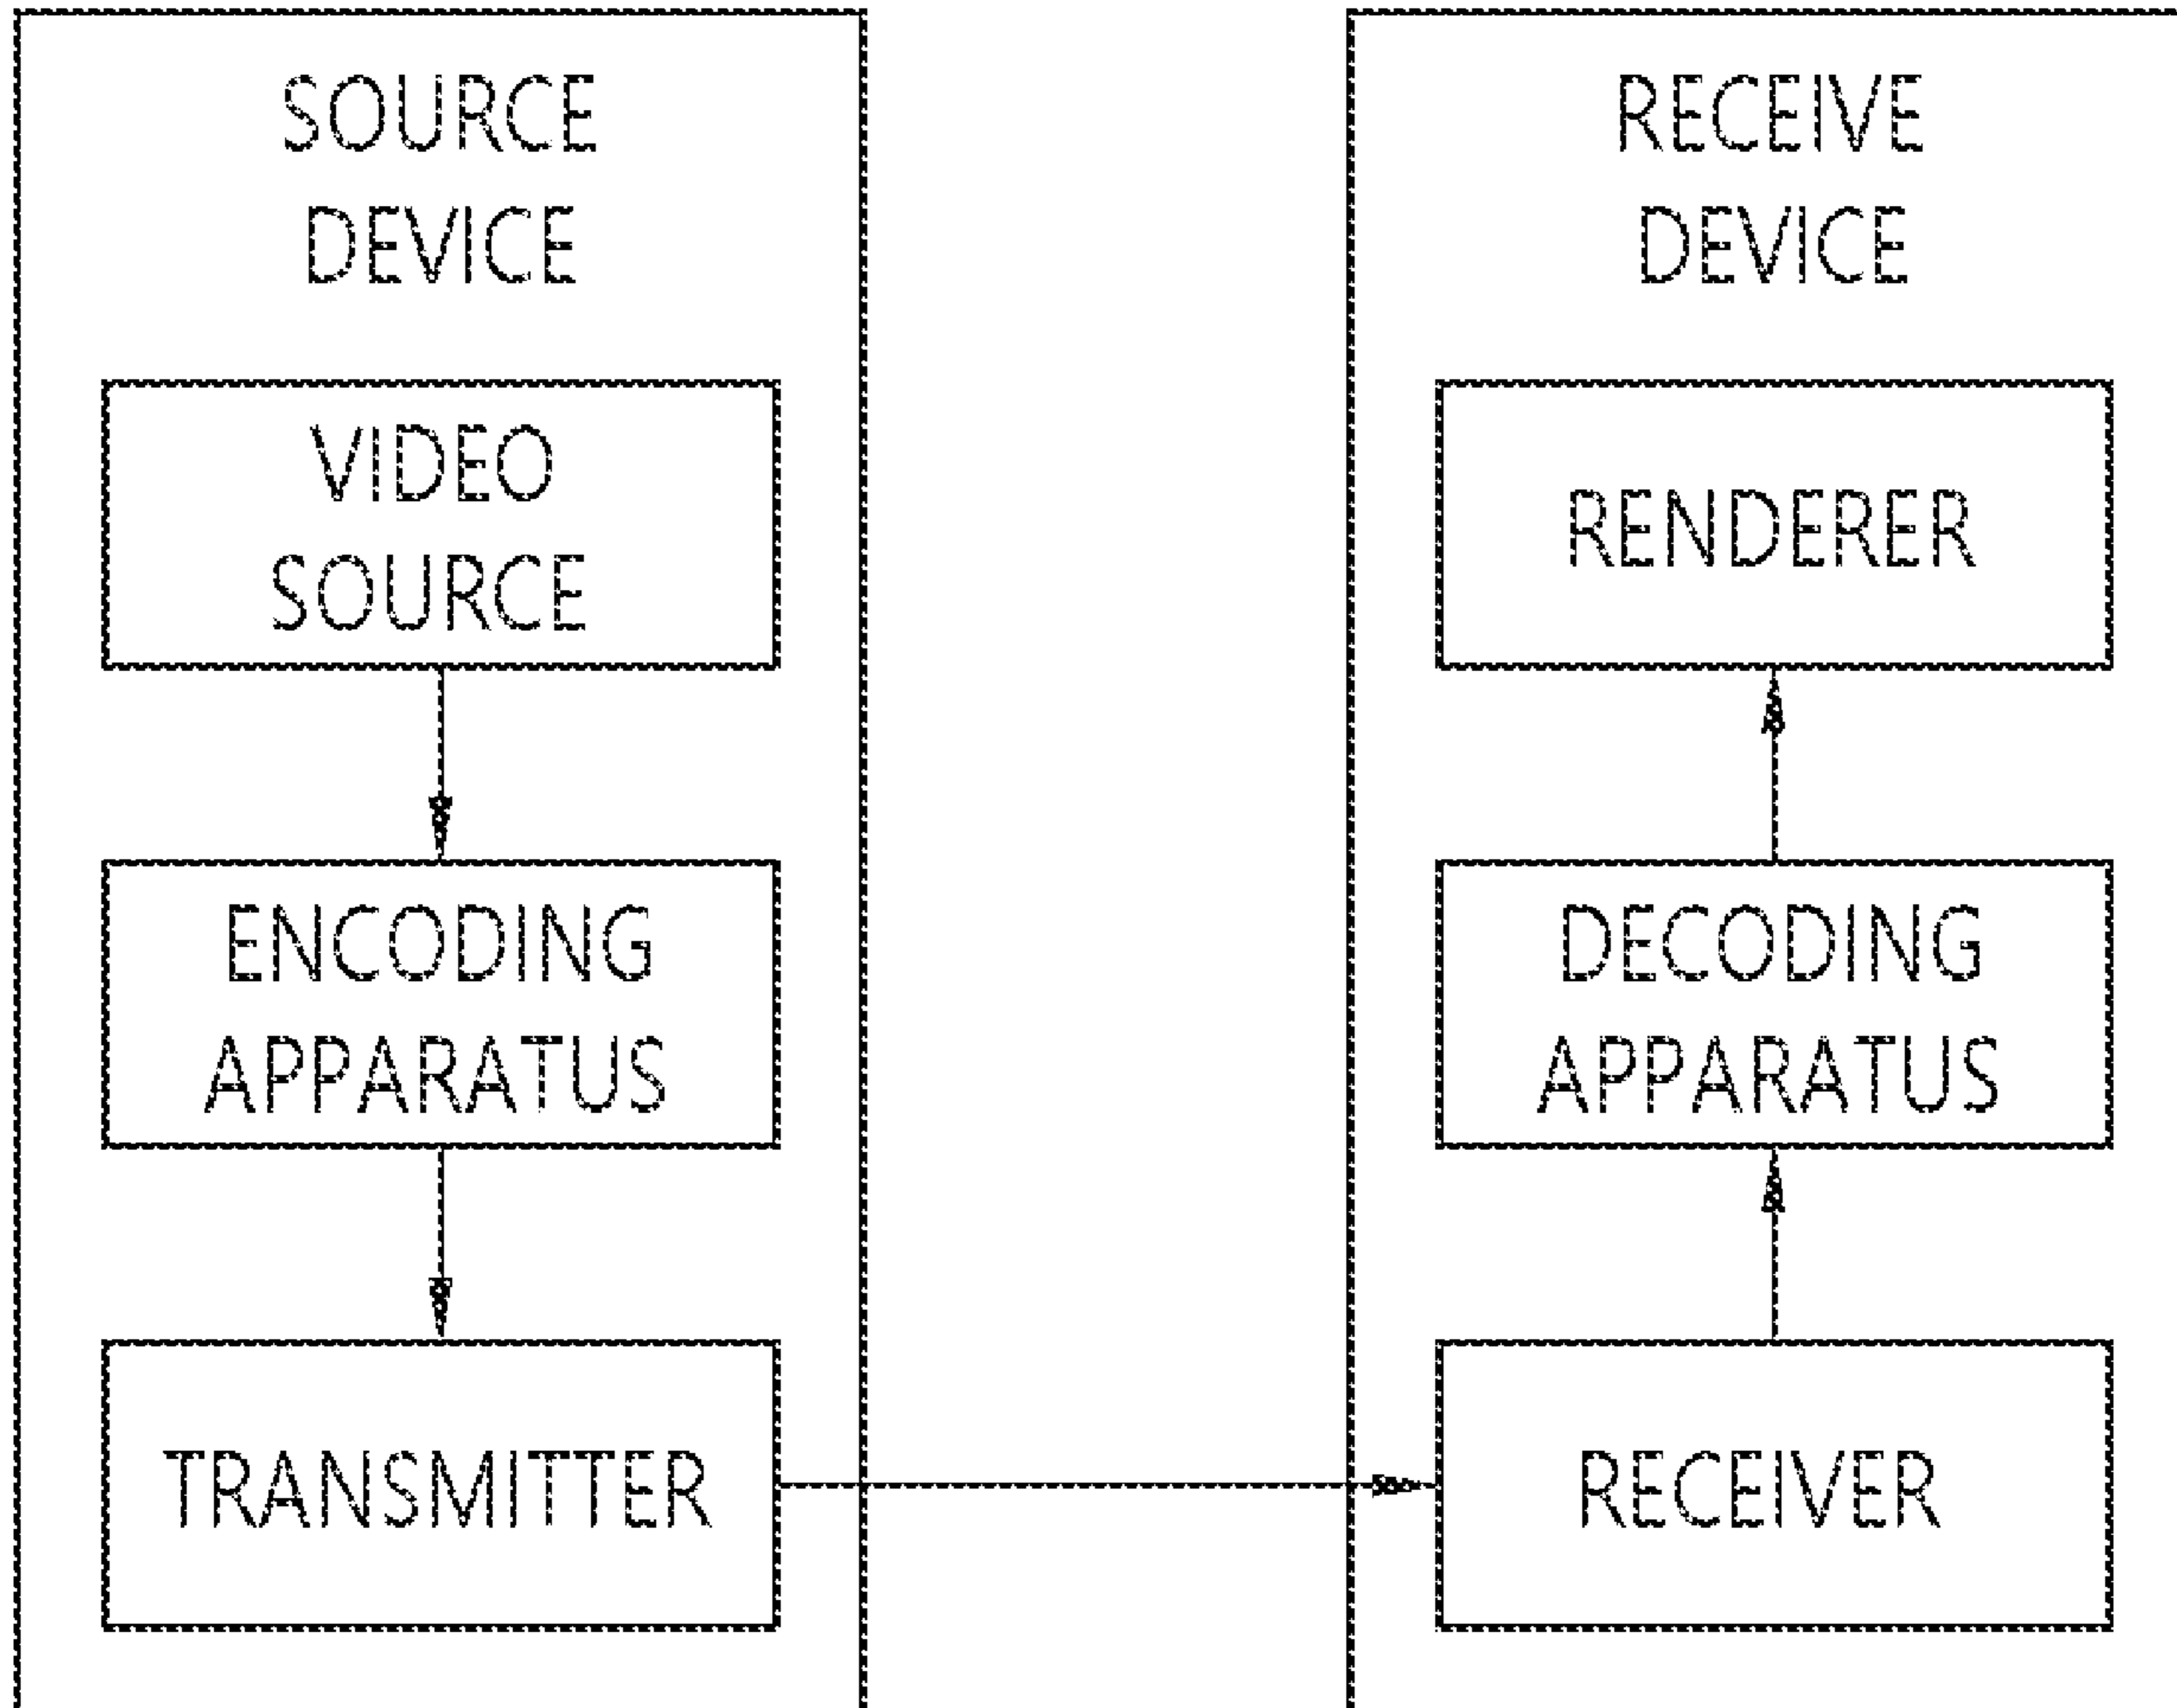 SOURCE
DEVICE
VIDEO
SOURCE
ENCODING
APPARATUS
TRANSMITTER
RECEIVE
DEVICE
RENDERER
DECODING
APPARATUS
RECEIVER